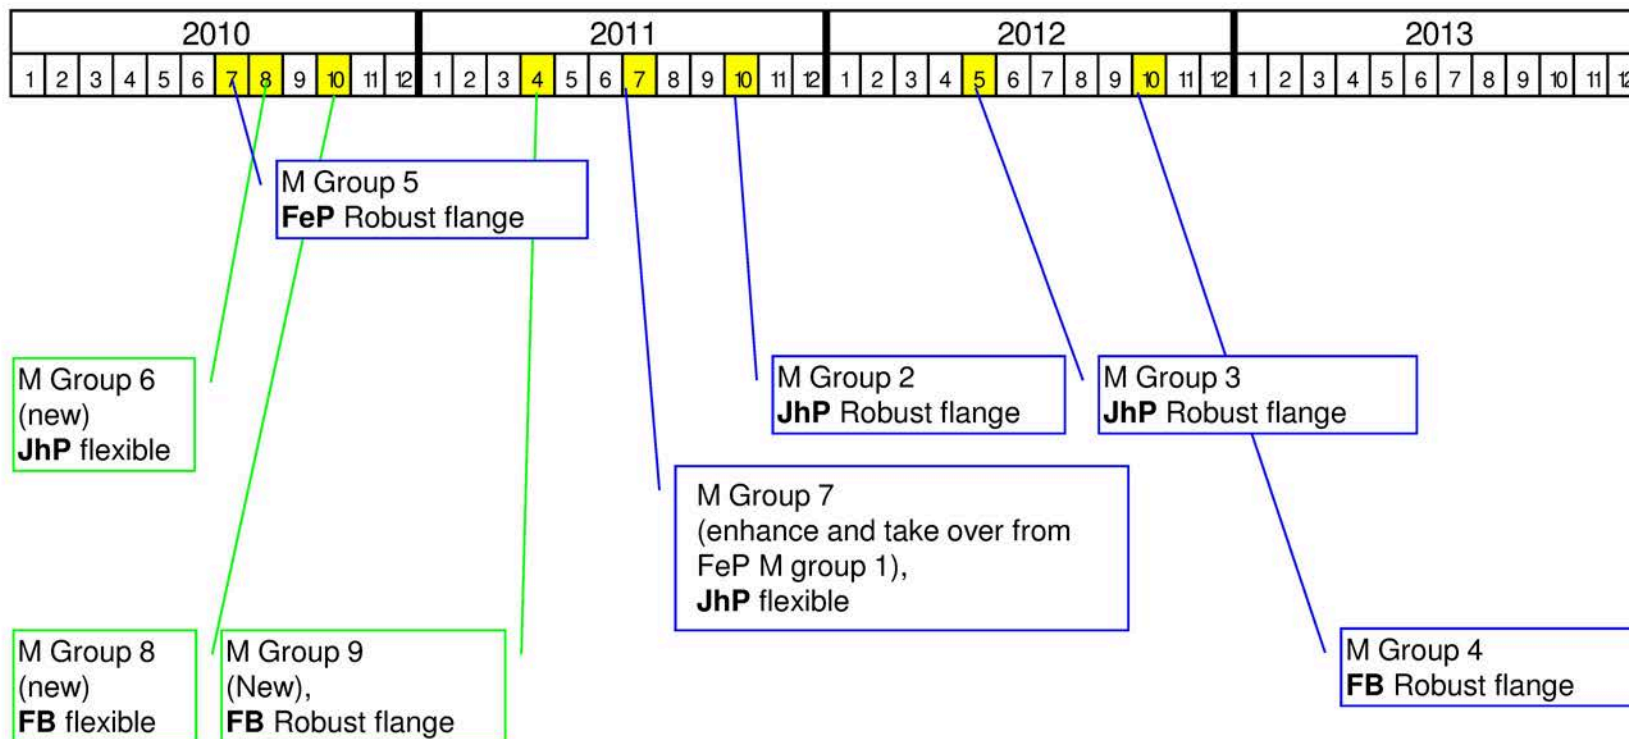 2010 2011 2012 2013
1 2 3 4 5 6 7 8 9 10 11 12 1 2 3 4 5 6 7 8 9 10 11 12 1 2 3 4 5 6 7 8 9 10 11 12 1 2 3 4 5 6 7 8 9 10 11 12
M Group 5
FeP Robust flange
M Group 6
(new)
JhP flexible
M Group 2
JhP Robust flange
M Group 3
JhP Robust flange
M Group 7
(enhance and take over from
FeP M group 1),
JhP flexible
M Group 8
(new)
FB flexible
M Group 9
(New),
FB Robust flange
M Group 4
FB Robust flange